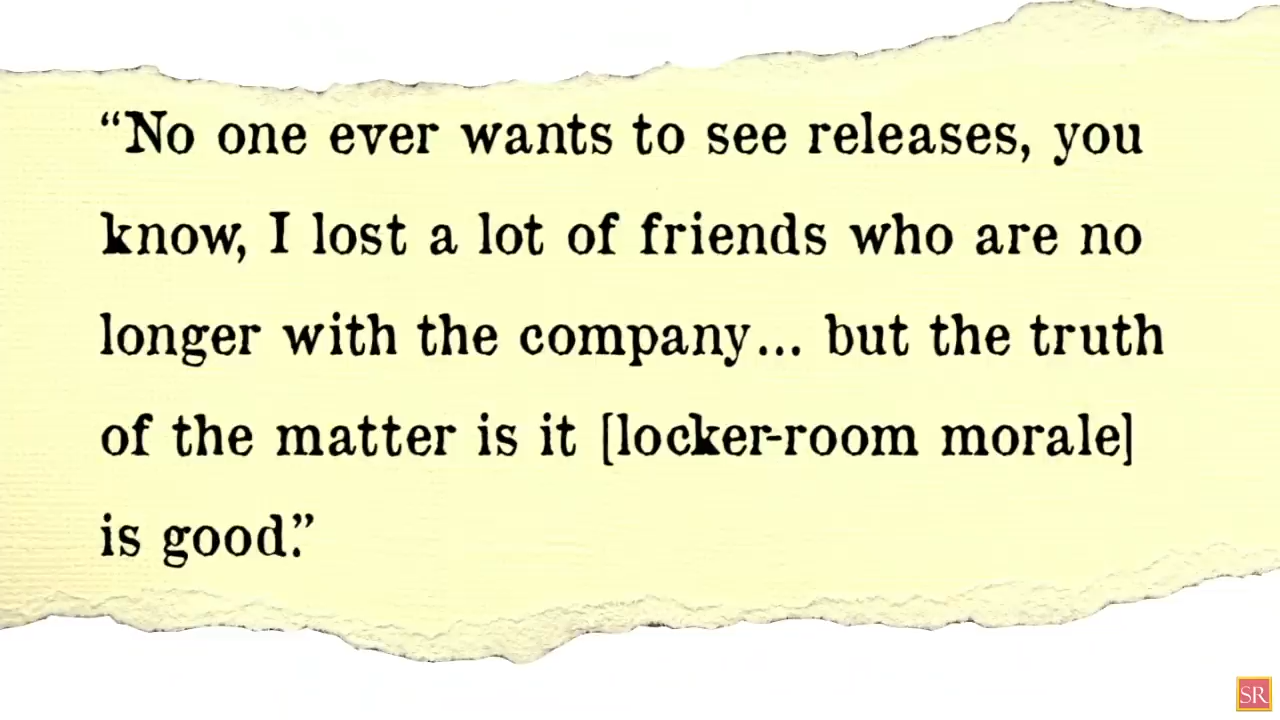 “No one ever wants to see releases, you
know, I lost a lot of friends who are no
longer with the company... but the truth
of the matter is it [locker-room morale]
is good.”
SR